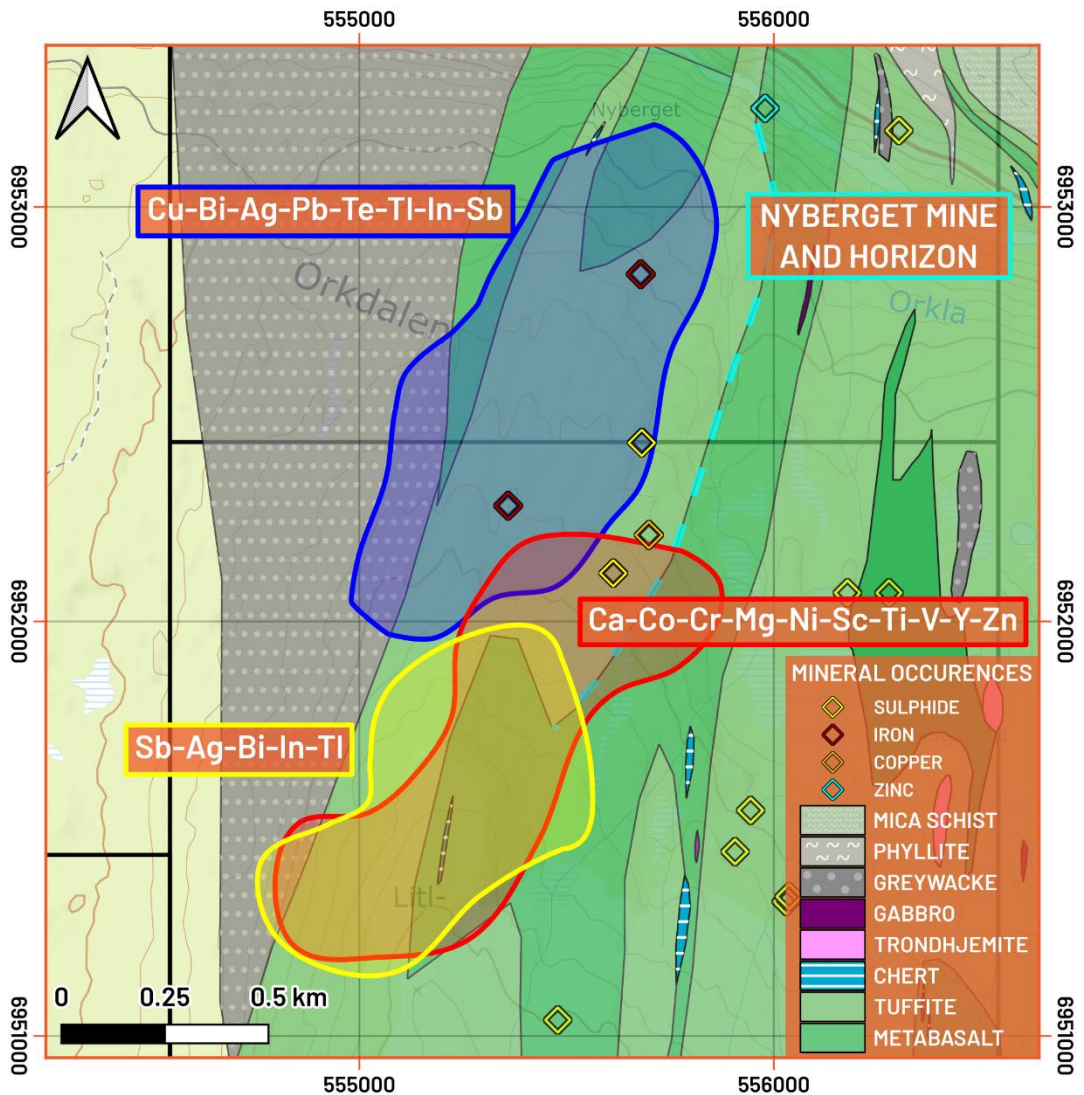 555000
556000
Nyberget
6953000
6953000
Cu-Bi-Ag-Pb-Te-Tl-In-Sb
NYBERGET MINE
AND HORIZON
Orkdalen
Orkla
6952000
6952000
Ca-Co-Cr-Mg-Ni-Sc-Ti-V-Y-Zn
Sb-Ag-Bi-In-Tl
Litl-
MINERAL OCCURENCES
SULPHIDE
IRON
COPPER
ZINC
MICA SCHIST
PHYLLITE
GREYWACKE
GABBRO
TRONDHJEMITE
CHERT
TUFFITE
METABASALT
0 0.25 0.5 km
6951000
6951000
555000
556000